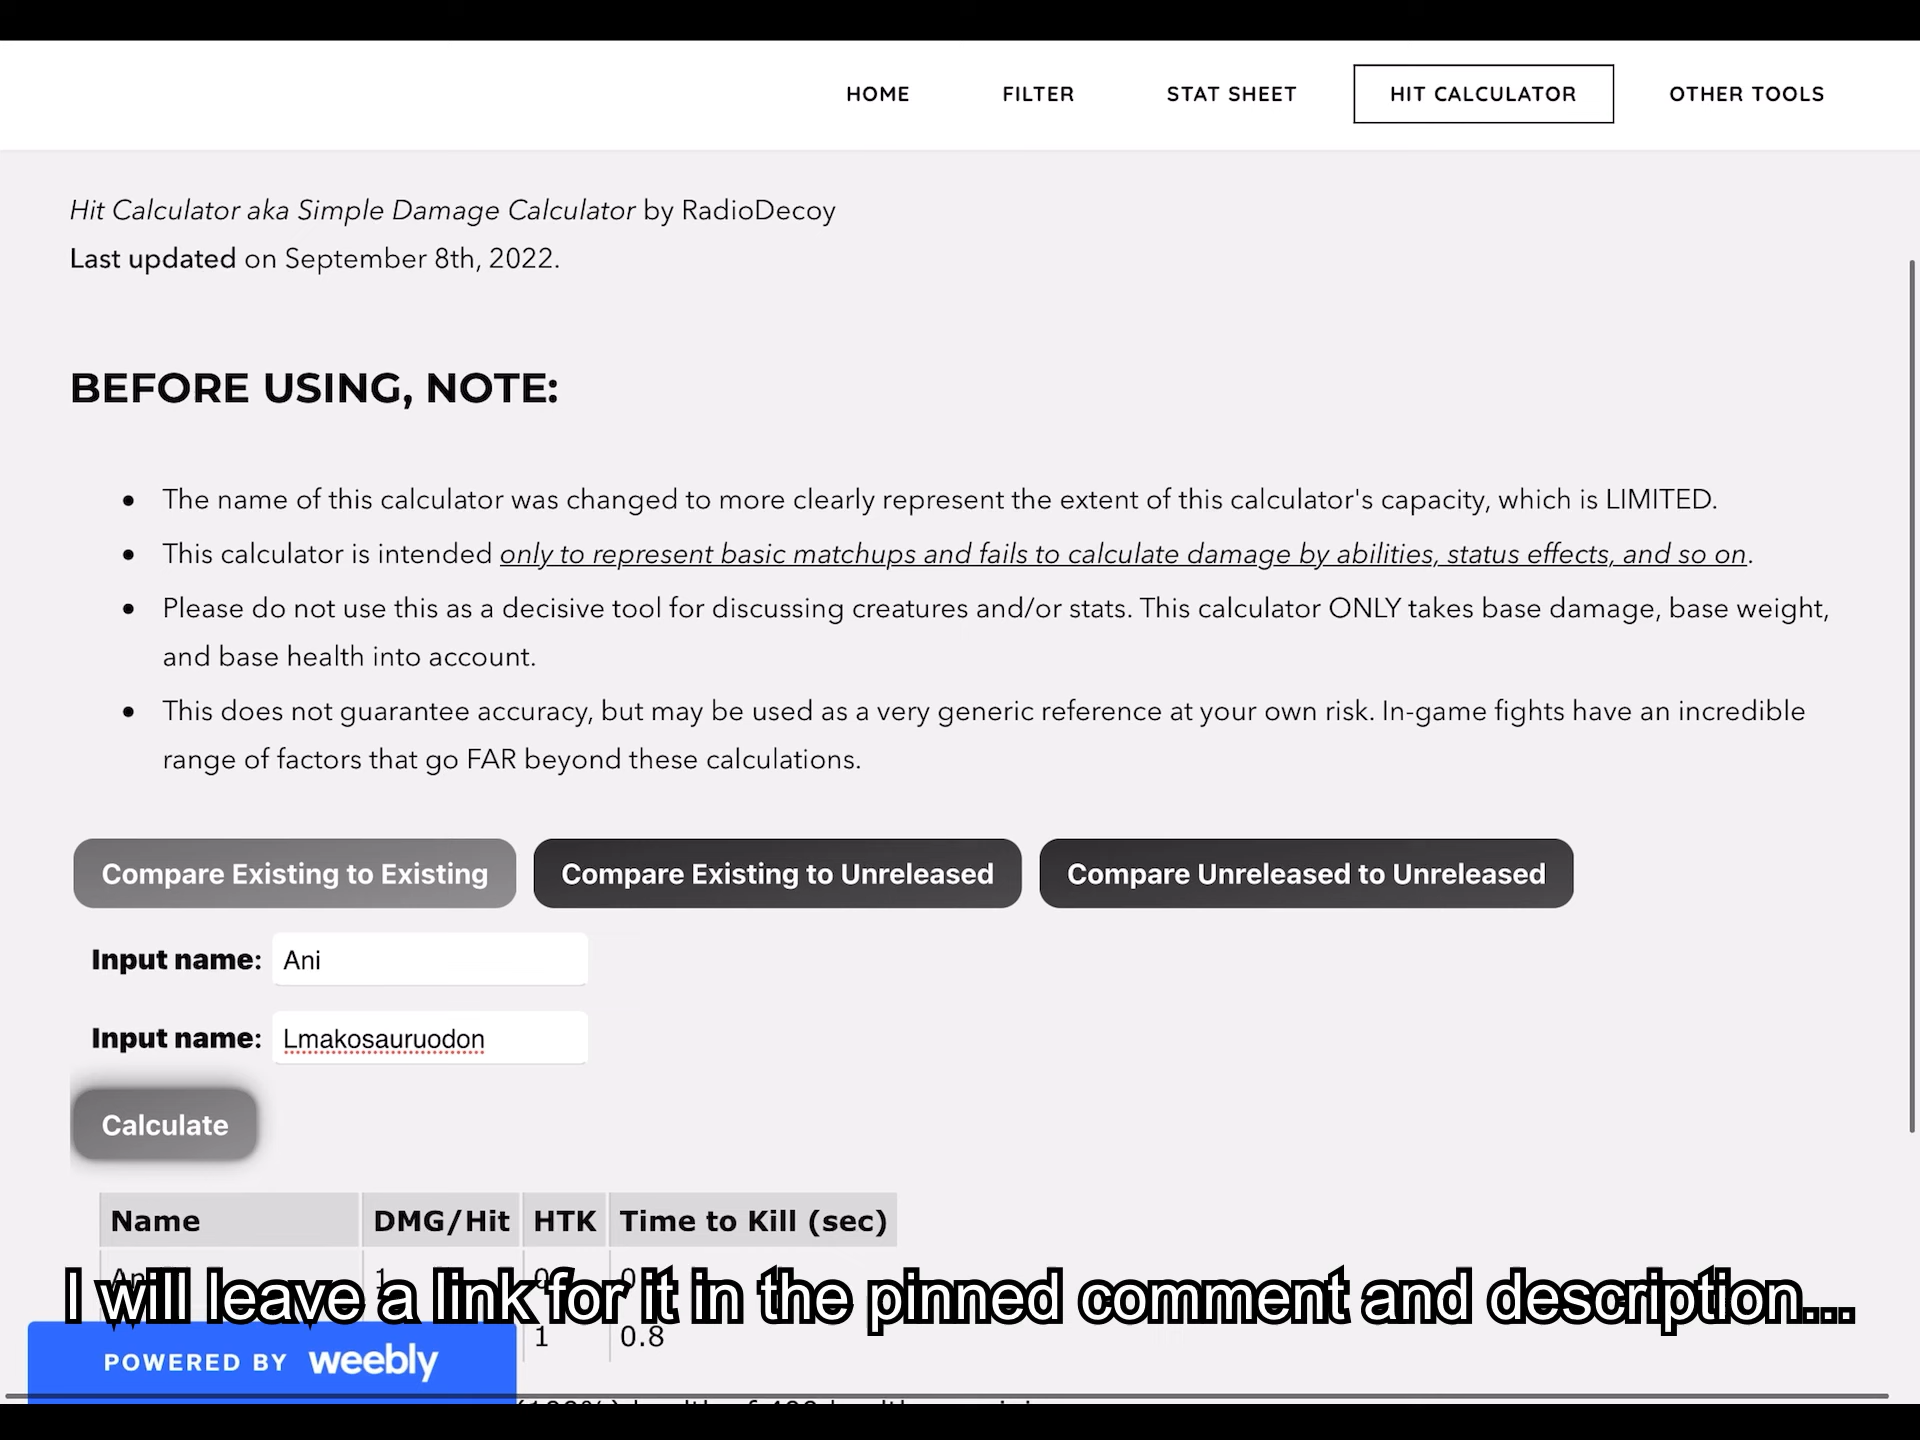 HOME FILTER STAT SHEET HIT CALCULATOR OTHER TOOLS
Hit Calculator aka Simple Damage Calculator by RadioDecoy
Last updated on September 8th, 2022.
BEFORE USING, NOTE:
• The name of this calculator was changed to more clearly represent the extent of this calculator's capacity, which is LIMITED.
• This calculator is intended only to represent basic matchups and fails to calculate damage by abilities, status effects, and so on.
• Please do not use this as a decisive tool for discussing creatures and/or stats. This calculator ONLY takes base damage, base weight,
and base health into account.
• This does not guarantee accuracy, but may be used as a very generic reference at your own risk. In-game fights have an incredible
range of factors that go FAR beyond these calculations.
Compare Existing to Existing Compare Existing to Unreleased Compare Unreleased to Unreleased
Input name: Ani
Input name: Lmakosauruodon
Calculate
Name DMG/Hit HTK Time to Kill (sec)
I will leave a link for it in the pinned comment and description...
1 0.8
POWERED BY weebly